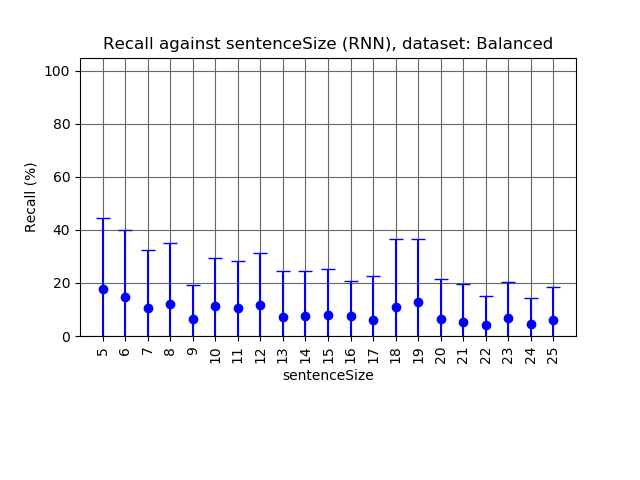 Recall against sentenceSize (RNN), dataset: Balanced
100
80
60
40
20
0
Recall (%)
5 6 7 8 9 10 11 12 13 14 15 16 17 18 19 20 21 22 23 24 25
sentenceSize